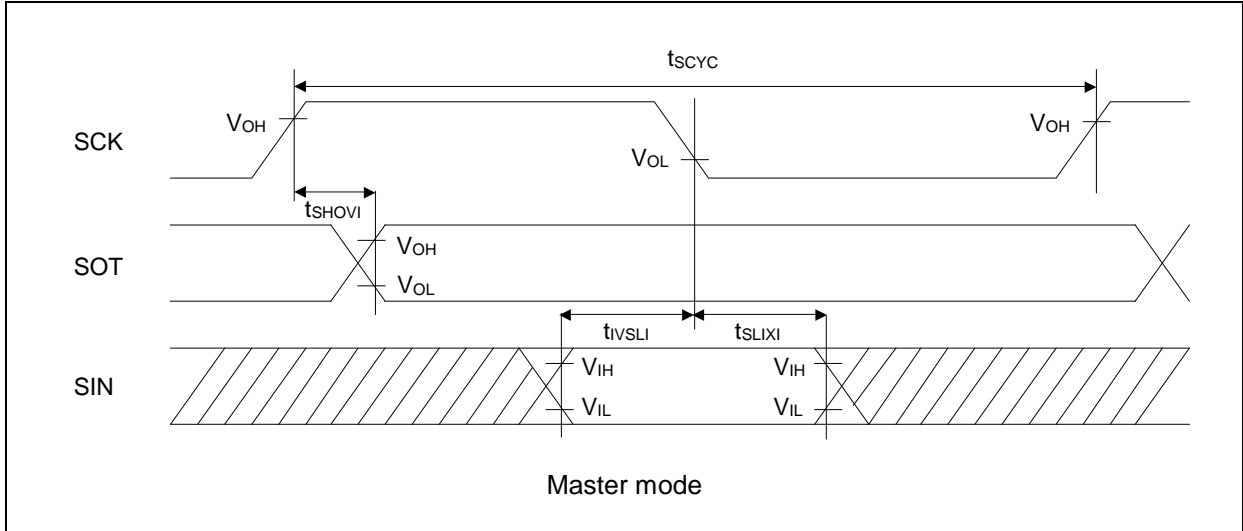 tSCYC
SCK
VOH
VOL
VOH
tSHOVI
SOT
VOH
VOL
tIVSLI
tSLIXI
SIN
VIH
VIH
VIL
VIL
Master mode